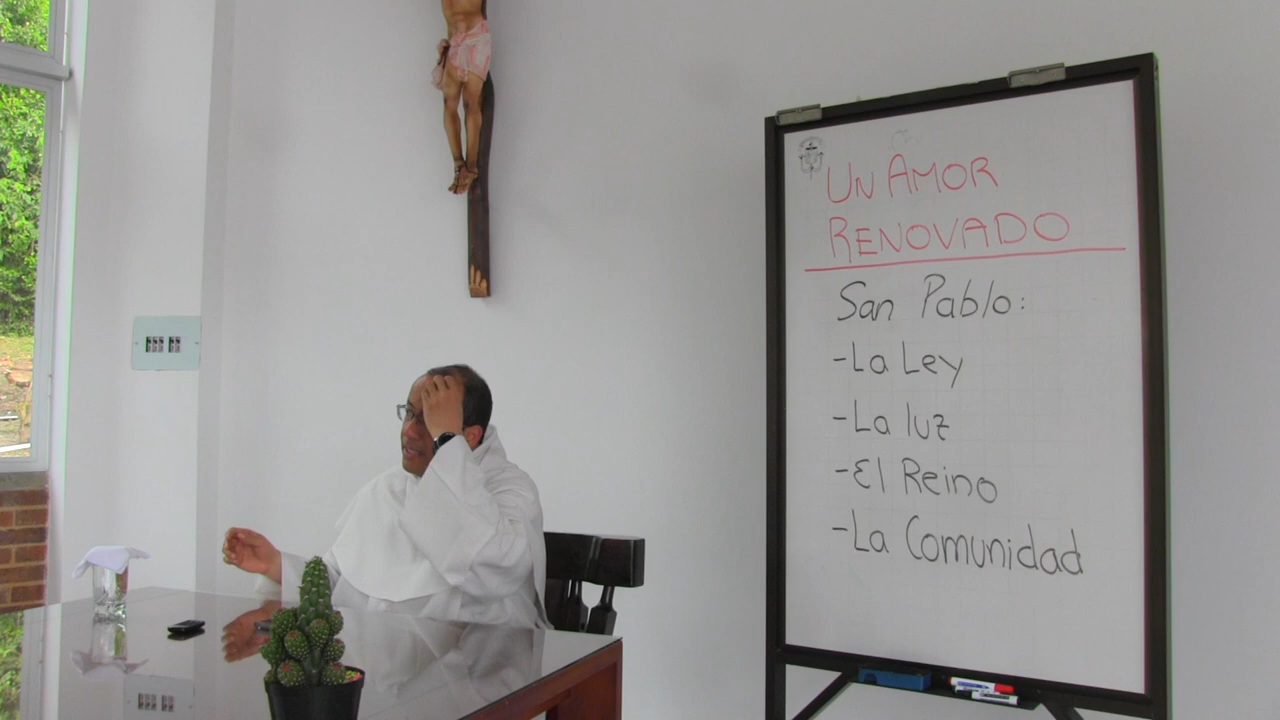 UN AMOR
RENOVADO
San Pablo:
-La Ley
-La luz
-El Reino
-La Comunidad